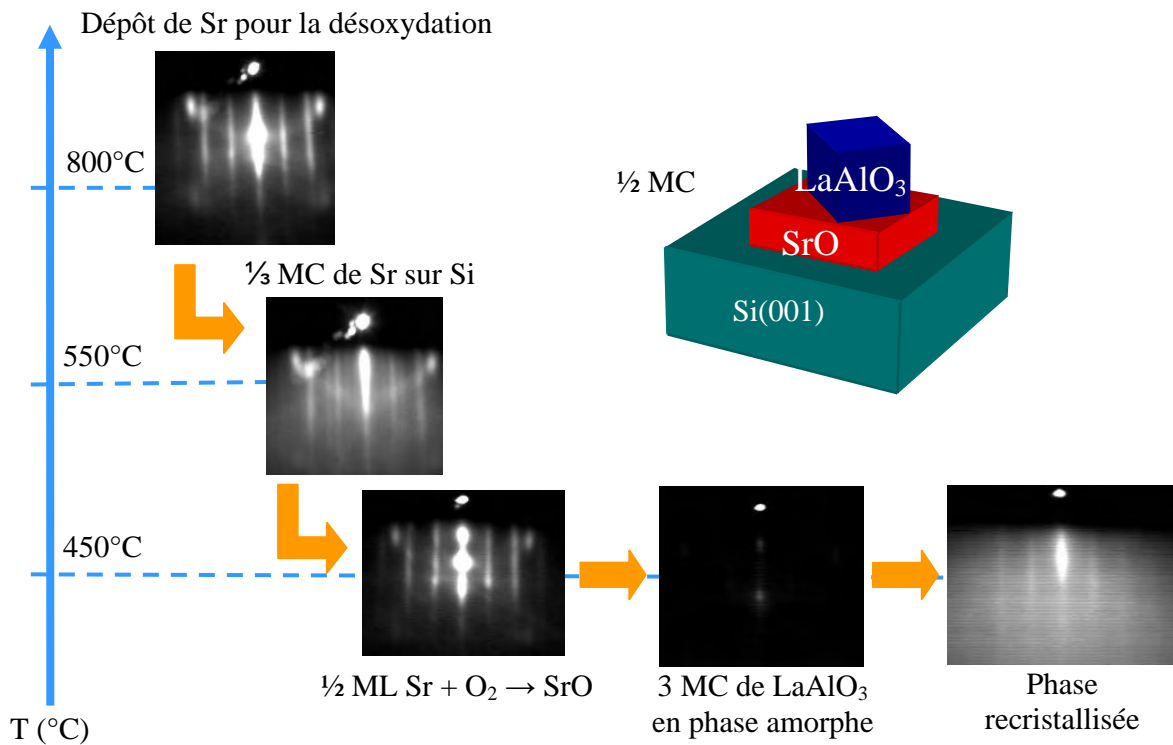 Dépôt de Sr pour la désoxydation
800°C
½ MC
LaAlO₃
SrO
Si(001)
⅓ MC de Sr sur Si
550°C
450°C
½ ML Sr + O₂ → SrO
3 MC de LaAlO₃
en phase amorphe
Phase
recristallisée
T (°C)